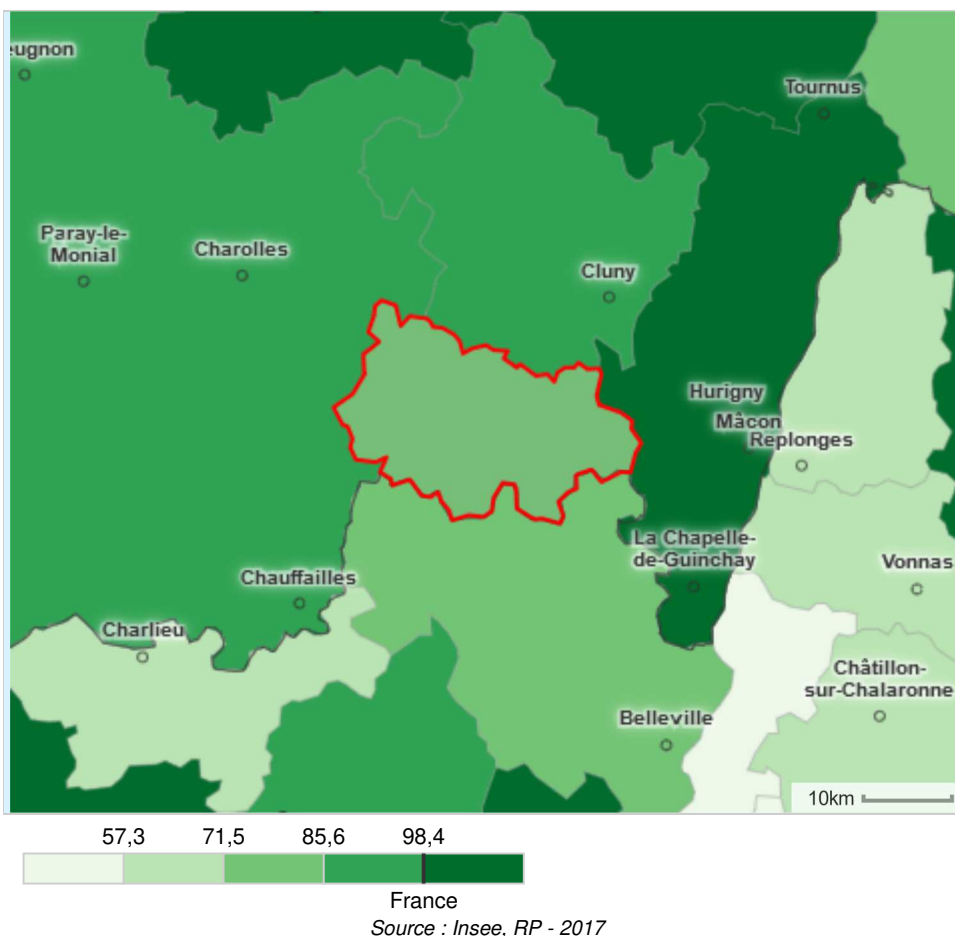 eugnon
Tournus
Paray-le-
Monial
Charolles
Cluny
Hurigny
Mâcon
Replonges
La Chapelle-
de-Guinchay
Vonnas
Chauffailles
Charlieu
Châtillon-
sur-Chalaronne
Belleville
10km
57,3 71,5 85,6 98,4
France
Source : Insee, RP - 2017